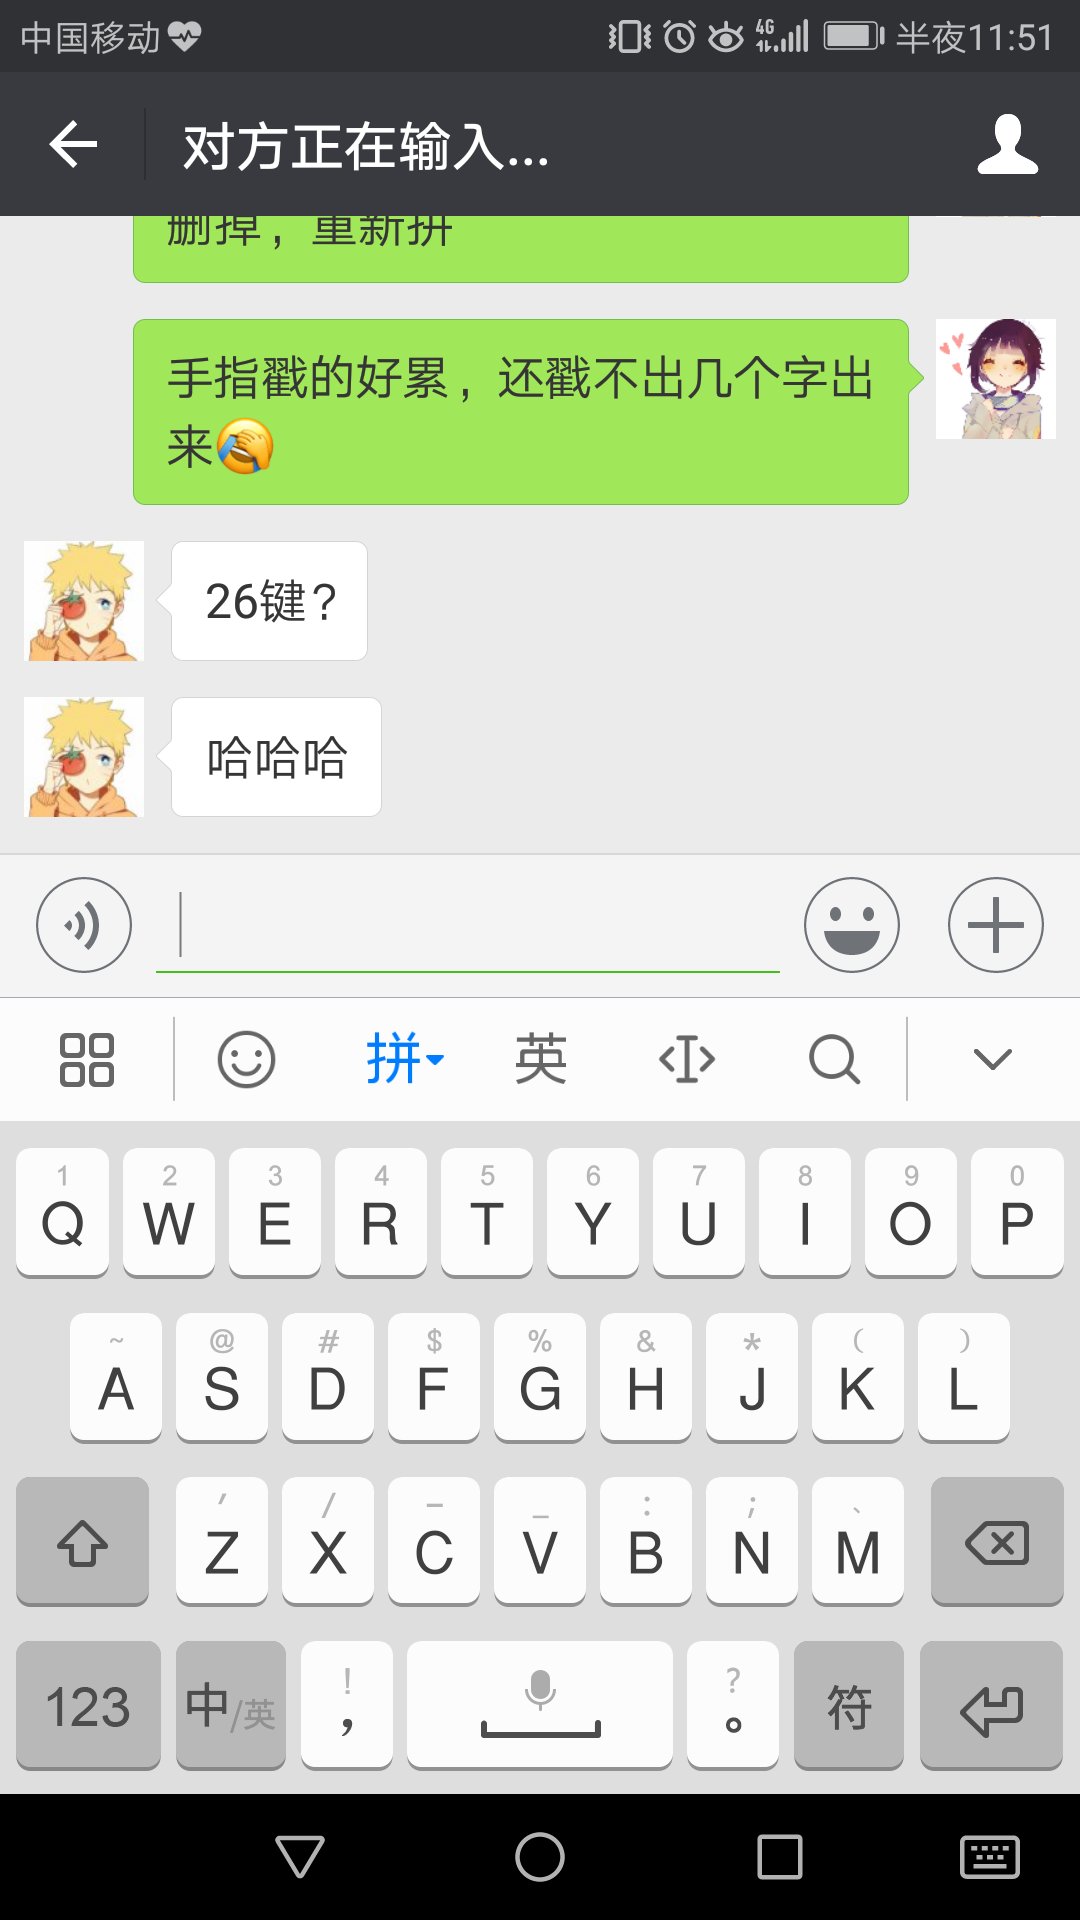 中国移动 4G 半夜11:51
对方正在输入...
删掉，重新拼
手指戳的好累，还戳不出几个字出
来
26键？
哈哈哈
拼 英
1 2 3 4 5 6 7 8 9 0
Q W E R T Y U I O P
~ @ # $ % & * ( )
A S D F G H J K L
' / - _ : ; 、
Z X C V B N M
! ?
123 中/英 , 。 符